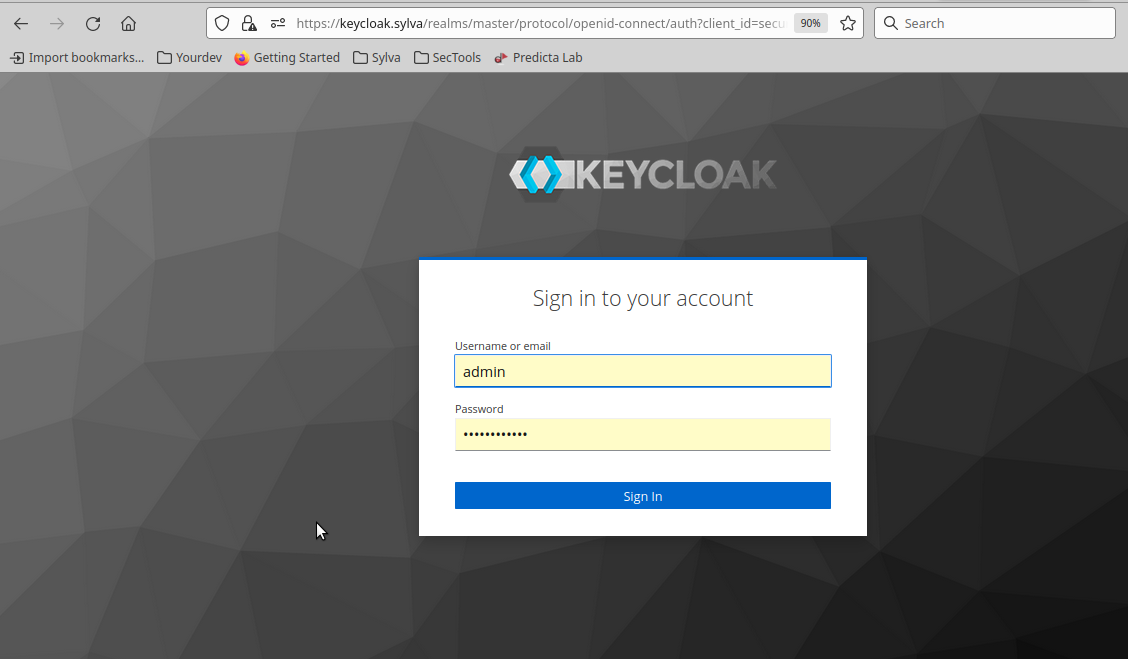 https://keycloak.sylva/realms/master/protocol/openid-connect/auth?client_id=secu
90%
Search
Import bookmarks...
Yourdev
Getting Started
Sylva
SecTools
Predicta Lab
KEYCLOAK
Sign in to your account
Username or email
admin
Password
••••••••••••
Sign In